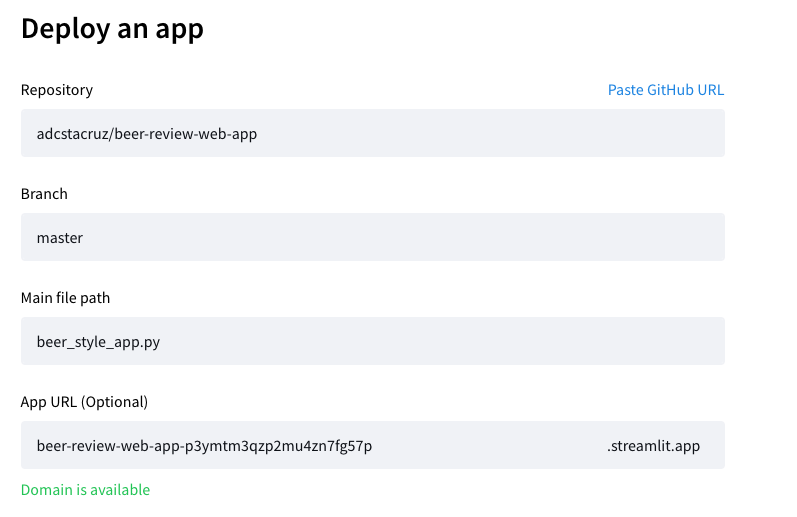 Deploy an app
Repository Paste GitHub URL
adcstacruz/beer-review-web-app
Branch
master
Main file path
beer_style_app.py
App URL (Optional)
beer-review-web-app-p3ymtm3qzp2mu4zn7fg57p .streamlit.app
Domain is available